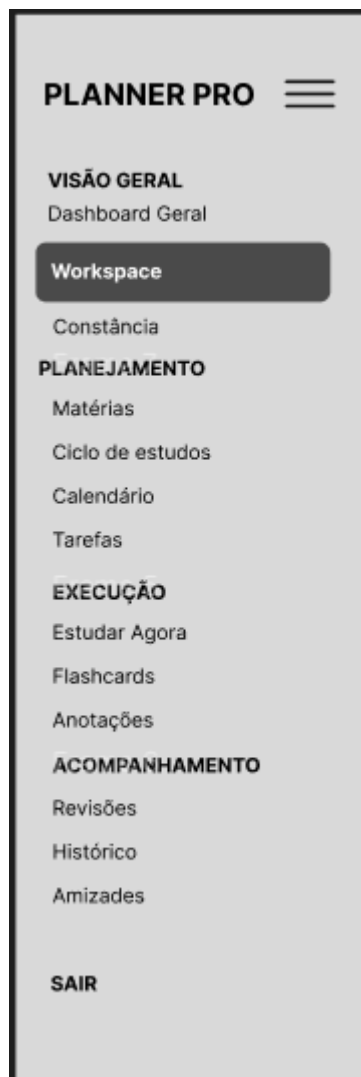 PLANNER PRO
VISÃO GERAL
Dashboard Geral
Workspace
Constância
PLANEJAMENTO
Matérias
Ciclo de estudos
Calendário
Tarefas
EXECUÇÃO
Estudar Agora
Flashcards
Anotações
ACOMPANHAMENTO
Revisões
Histórico
Amizades
SAIR